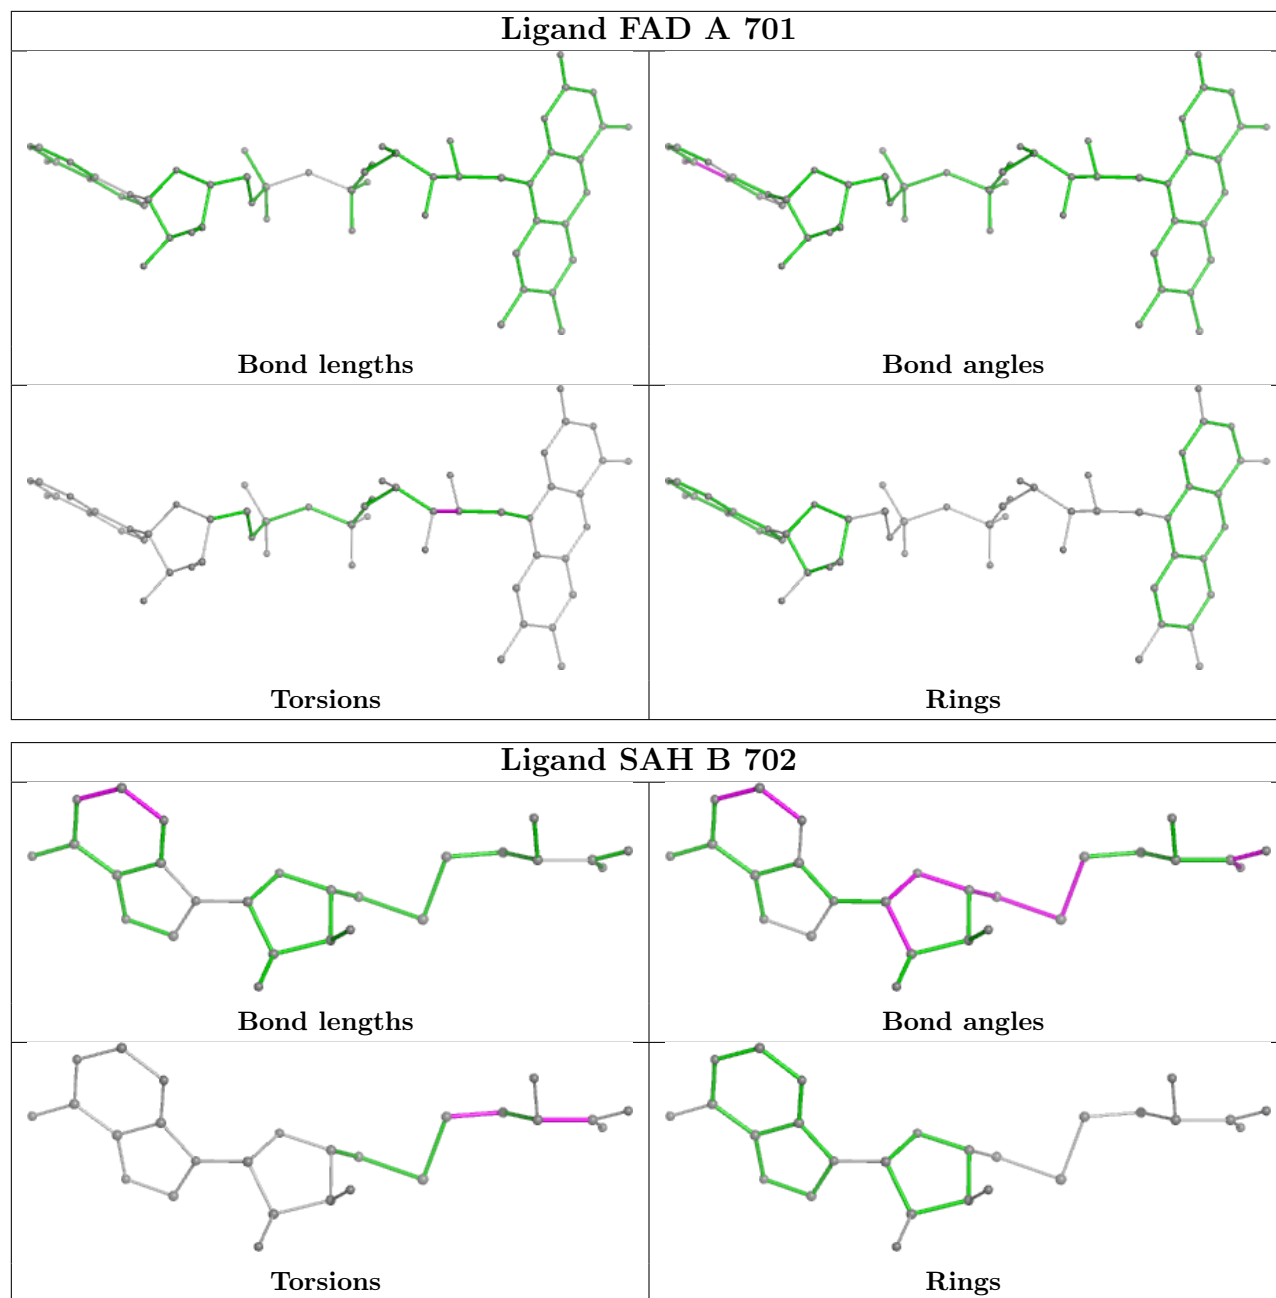 Ligand FAD A 701
Bond lengths
Bond angles
Torsions
Rings
Ligand SAH B 702
Bond lengths
Bond angles
Torsions
Rings